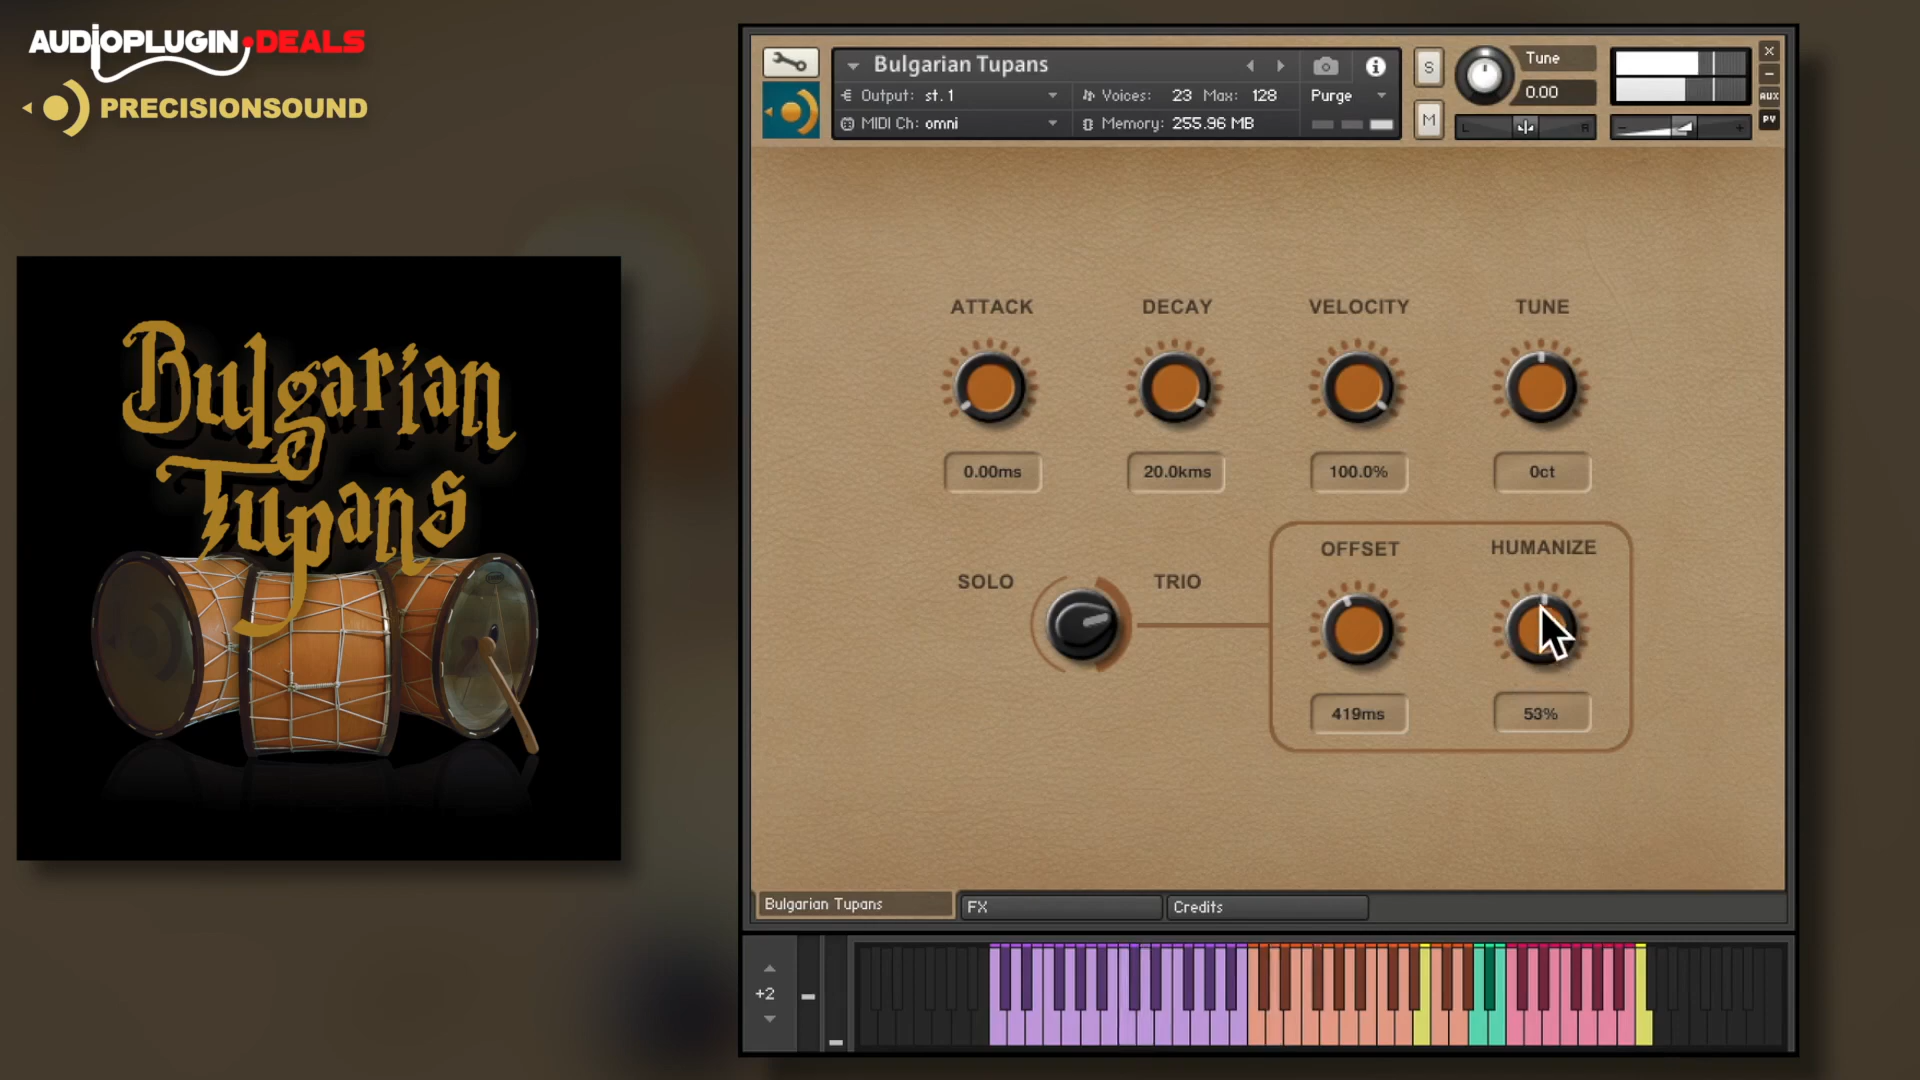 AUDIOPLUGIN.DEALS
PRECISIONSOUND
Bulgarian
Tupans
Bulgarian Tupans
Output: st. 1
Voices: 23 Max: 128
Purge
MIDI Ch: omni
Memory: 255.96 MB
S
M
Tune
0.00
L
R
AUX
PV
ATTACK
DECAY
VELOCITY
TUNE
0.00ms
20.0kms
100.0%
0ct
SOLO
TRIO
OFFSET
HUMANIZE
419ms
53%
Bulgarian Tupans
FX
Credits
+2